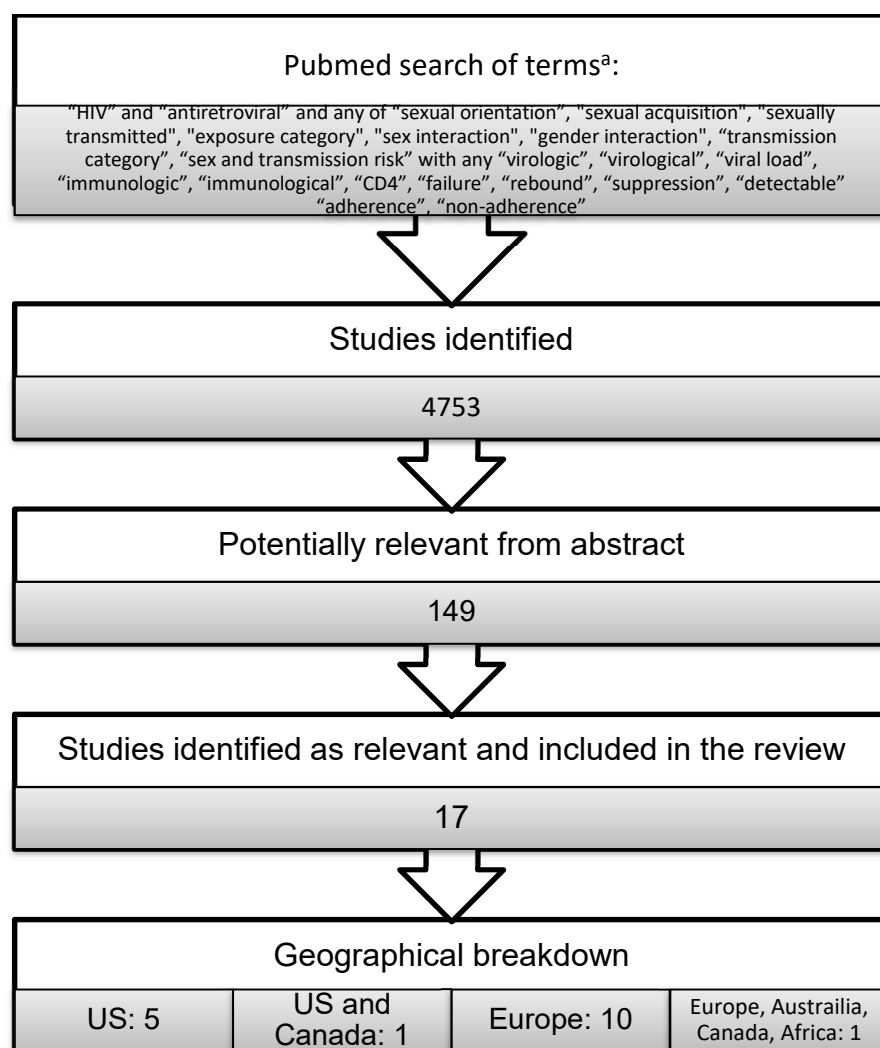 Pubmed search of termsᵃ:
“HIV” and “antiretroviral” and any of “sexual orientation”, "sexual acquisition", "sexually
transmitted", "exposure category", "sex interaction", "gender interaction", “transmission
category”, “sex and transmission risk” with any “virologic”, “virological”, “viral load”,
“immunologic”, “immunological”, “CD4”, “failure”, “rebound”, “suppression”, “detectable”
“adherence”, “non-adherence”
Studies identified
4753
Potentially relevant from abstract
149
Studies identified as relevant and included in the review
17
Geographical breakdown
US: 5
US and
Canada: 1
Europe: 10
Europe, Austrailia,
Canada, Africa: 1